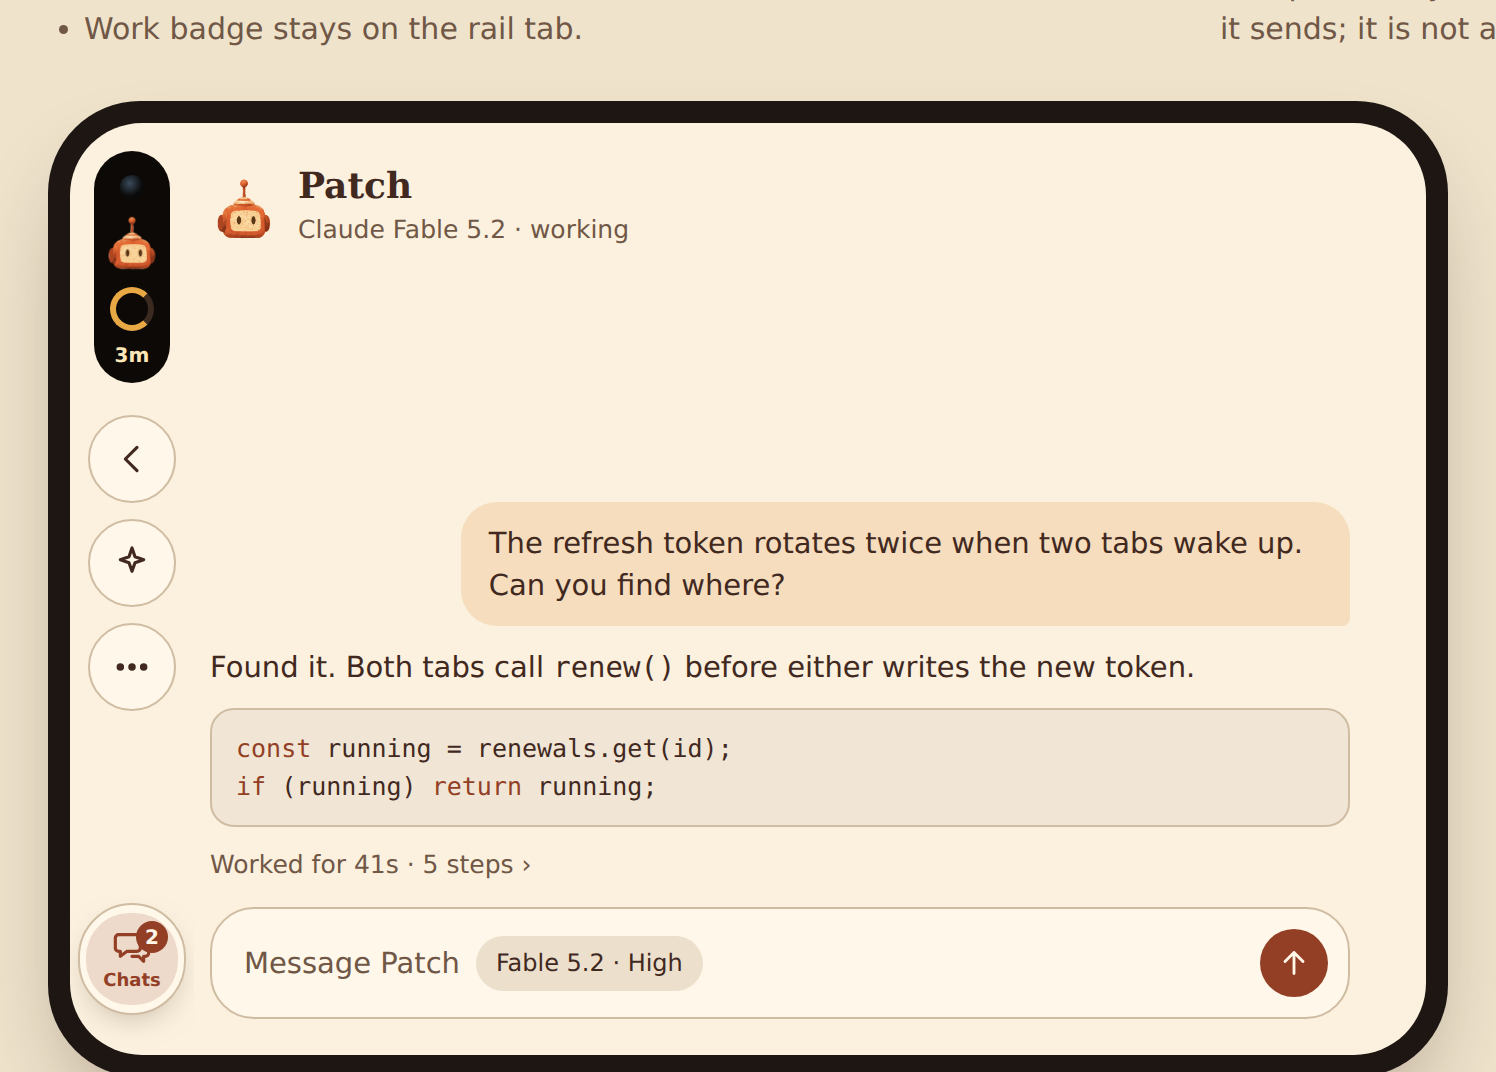 • Work badge stays on the rail tab.
it sends; it is not a
Patch
Claude Fable 5.2 · working
3m
The refresh token rotates twice when two tabs wake up.
Can you find where?
Found it. Both tabs call renew() before either writes the new token.
const running = renewals.get(id);
if (running) return running;
Worked for 41s · 5 steps ›
2
Chats
Message Patch
Fable 5.2 · High